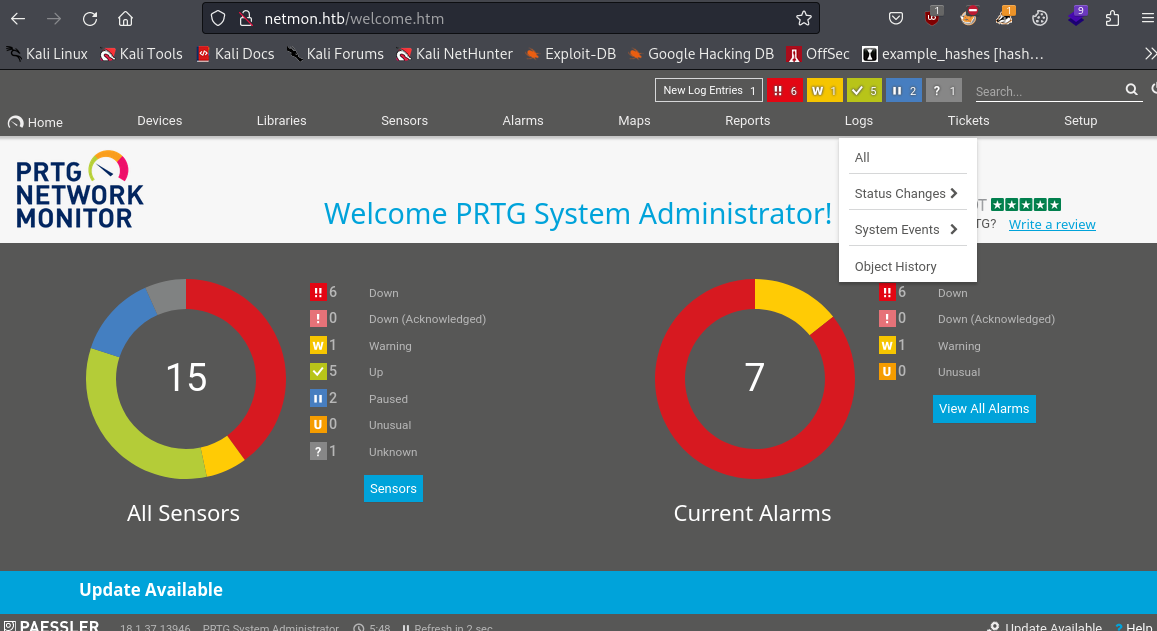 netmon.htb/welcome.htm
1 1 9
Kali Linux Kali Tools Kali Docs Kali Forums Kali NetHunter Exploit-DB Google Hacking DB OffSec example_hashes [hash…
New Log Entries 1 !! 6 W 1 5 2 ? 1 Search...
Home Devices Libraries Sensors Alarms Maps Reports Logs Tickets Setup
All
Status Changes
System Events
Object History
PRTG
NETWORK
MONITOR
Welcome PRTG System Administrator!
Write a review
15
!! 6 Down
! 0 Down (Acknowledged)
W 1 Warning
5 Up
2 Paused
U 0 Unusual
? 1 Unknown
Sensors
All Sensors
7
!! 6 Down
! 0 Down (Acknowledged)
W 1 Warning
U 0 Unusual
View All Alarms
Current Alarms
Update Available
PAESSLER 18.1.37.13946 PRTG System Administrator 5:48 Refresh in 2 sec Update Available ? Help